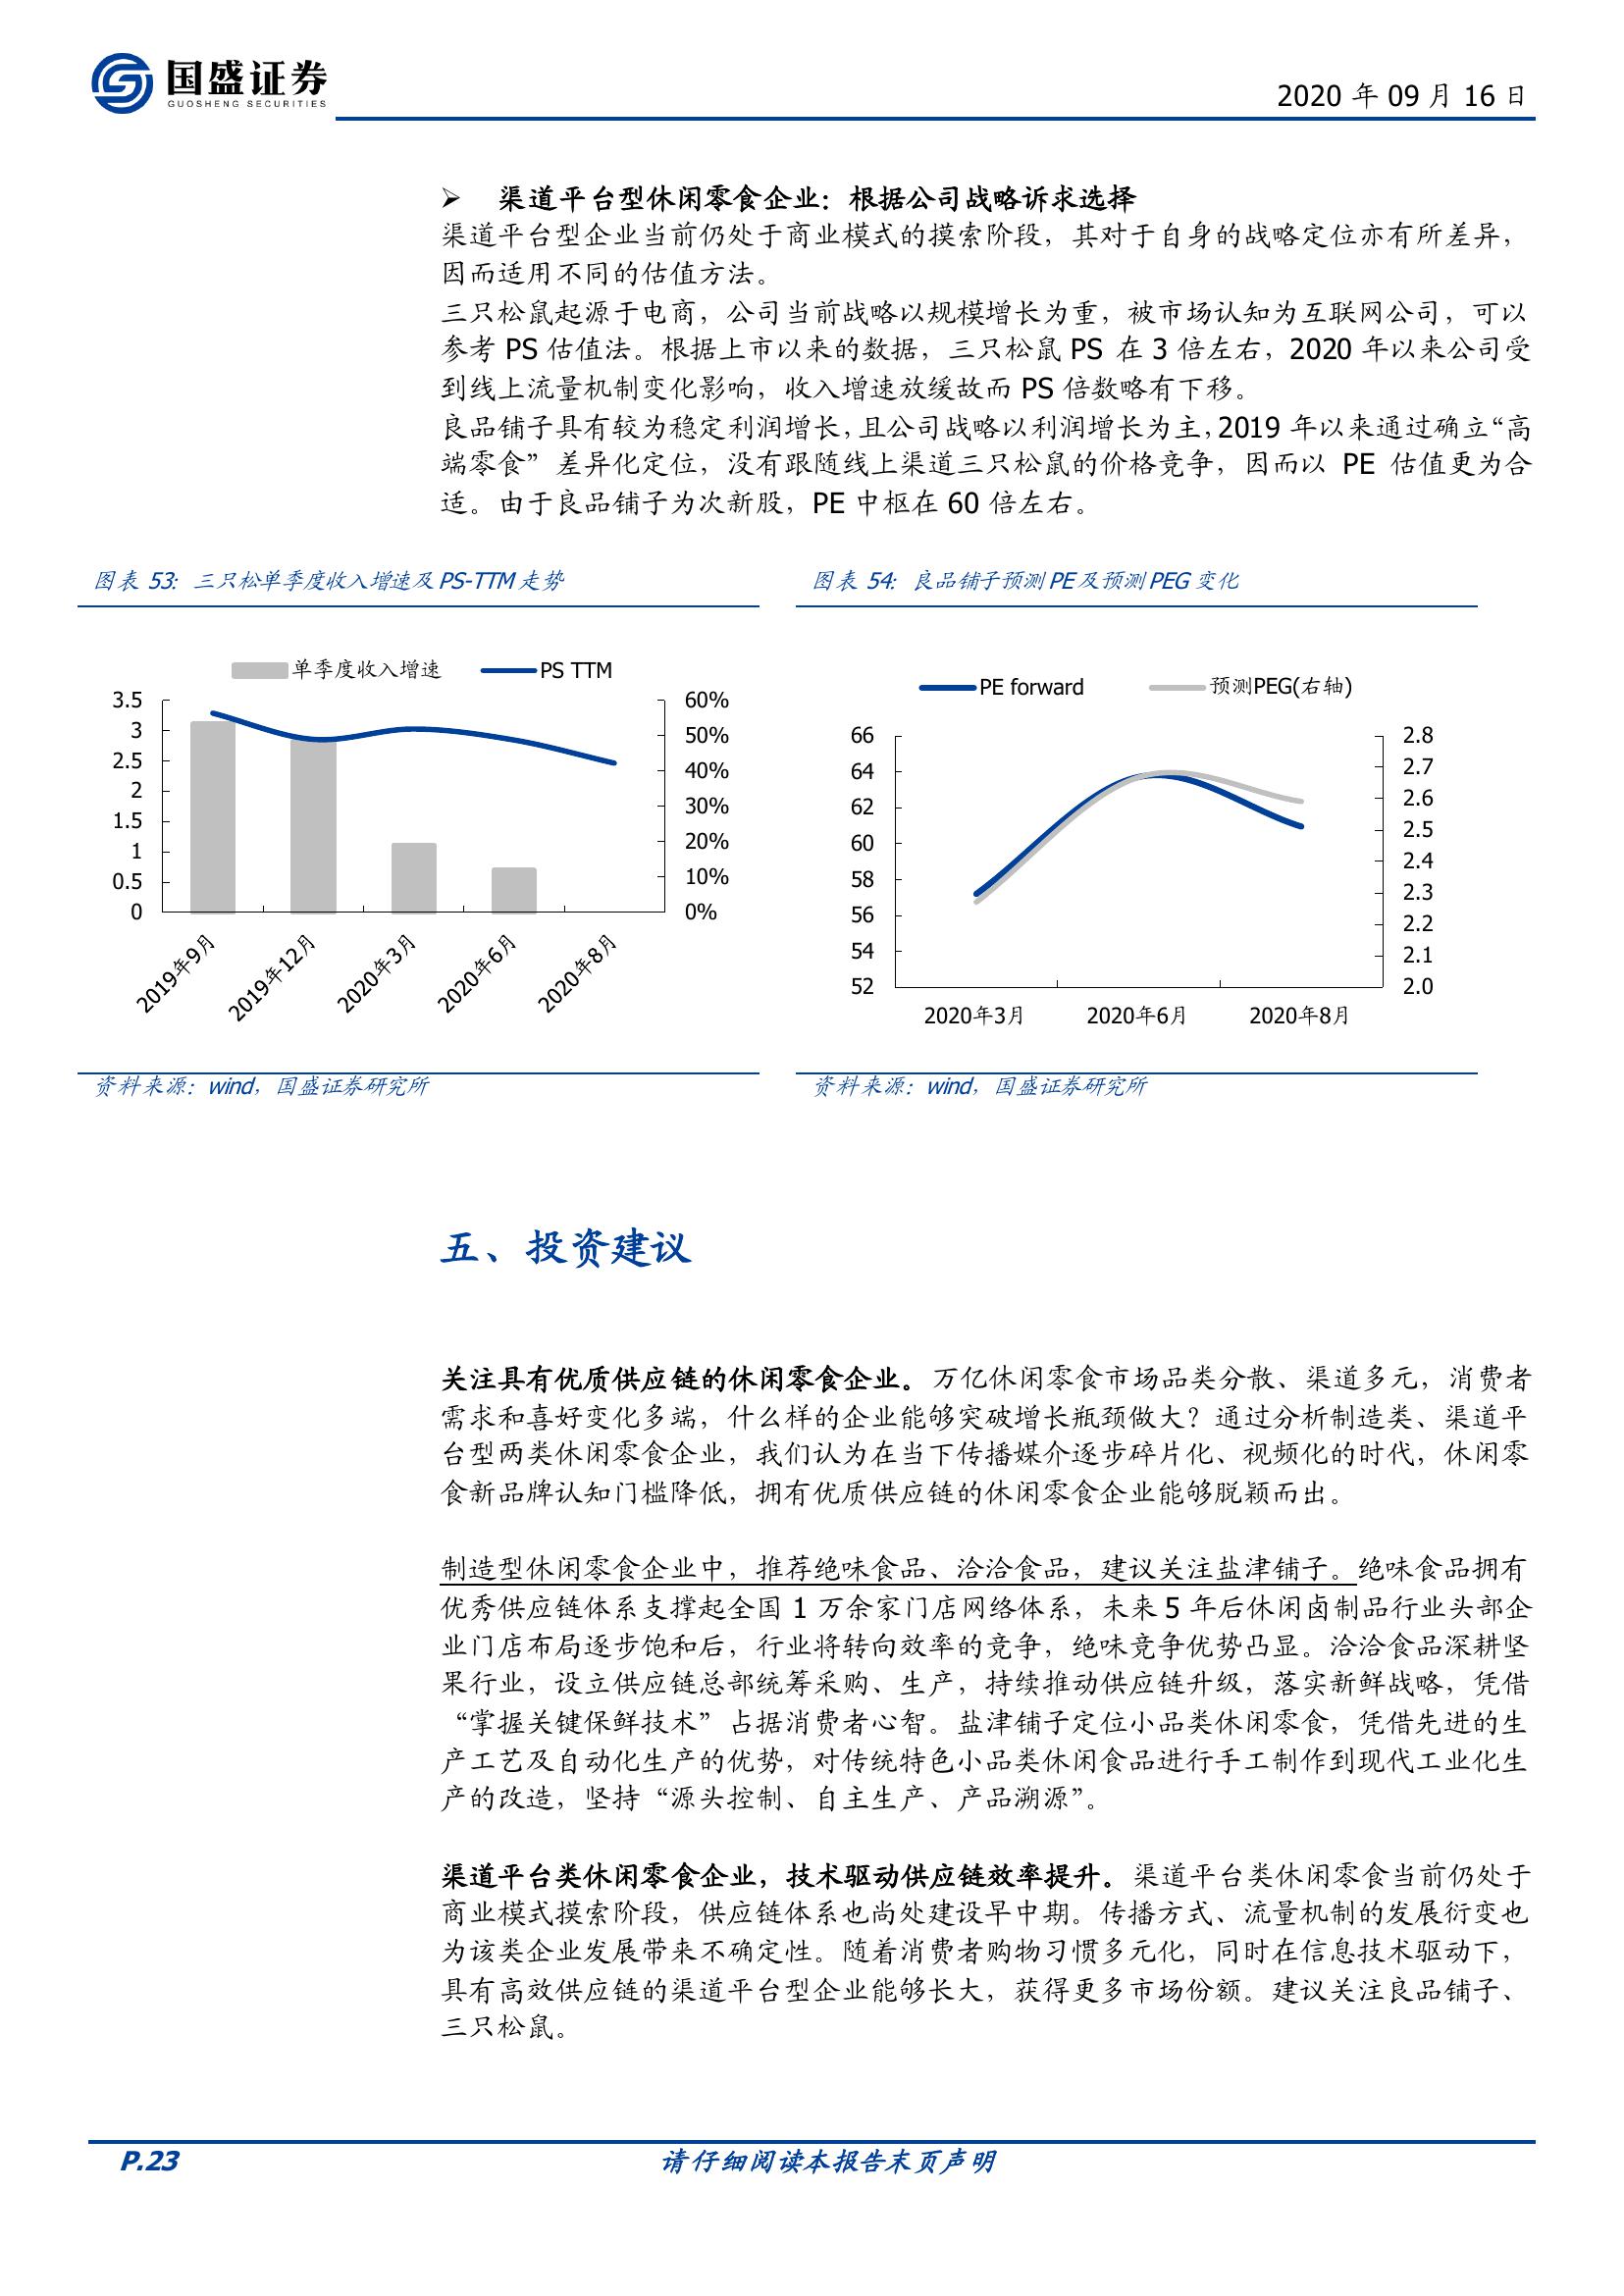 国盛证券
GUOSHENG SECURITIES
2020 年 09 月 16 日
➢ 渠道平台型休闲零食企业：根据公司战略诉求选择
渠道平台型企业当前仍处于商业模式的摸索阶段，其对于自身的战略定位亦有所差异，
因而适用不同的估值方法。
三只松鼠起源于电商，公司当前战略以规模增长为重，被市场认知为互联网公司，可以
参考 PS 估值法。根据上市以来的数据，三只松鼠 PS 在 3 倍左右，2020 年以来公司受
到线上流量机制变化影响，收入增速放缓故而 PS 倍数略有下移。
良品铺子具有较为稳定利润增长，且公司战略以利润增长为主，2019 年以来通过确立“高
端零食” 差异化定位，没有跟随线上渠道三只松鼠的价格竞争，因而以 PE 估值更为合
适。由于良品铺子为次新股，PE 中枢在 60 倍左右。
图表 53：三只松单季度收入增速及 PS-TTM 走势
单季度收入增速 PS TTM
3.5
3
2.5
2
1.5
1
0.5
0
60%
50%
40%
30%
20%
10%
0%
2019年9月
2019年12月
2020年3月
2020年6月
2020年8月
资料来源：wind，国盛证券研究所
图表 54：良品铺子预测 PE 及预测 PEG 变化
PE forward 预测PEG(右轴)
66
64
62
60
58
56
54
52
2.8
2.7
2.6
2.5
2.4
2.3
2.2
2.1
2.0
2020年3月 2020年6月 2020年8月
资料来源：wind，国盛证券研究所
五、投资建议
关注具有优质供应链的休闲零食企业。万亿休闲零食市场品类分散、渠道多元，消费者
需求和喜好变化多端，什么样的企业能够突破增长瓶颈做大？通过分析制造类、渠道平
台型两类休闲零食企业，我们认为在当下传播媒介逐步碎片化、视频化的时代，休闲零
食新品牌认知门槛降低，拥有优质供应链的休闲零食企业能够脱颖而出。
制造型休闲零食企业中，推荐绝味食品、洽洽食品，建议关注盐津铺子。绝味食品拥有
优秀供应链体系支撑起全国 1 万余家门店网络体系，未来 5 年后休闲卤制品行业头部企
业门店布局逐步饱和后，行业将转向效率的竞争，绝味竞争优势凸显。洽洽食品深耕坚
果行业，设立供应链总部统筹采购、生产，持续推动供应链升级，落实新鲜战略，凭借
“掌握关键保鲜技术” 占据消费者心智。盐津铺子定位小品类休闲零食，凭借先进的生
产工艺及自动化生产的优势，对传统特色小品类休闲食品进行手工制作到现代工业化生
产的改造，坚持 “源头控制、自主生产、产品溯源”。
渠道平台类休闲零食企业，技术驱动供应链效率提升。渠道平台类休闲零食当前仍处于
商业模式摸索阶段，供应链体系也尚处建设早中期。传播方式、流量机制的发展衍变也
为该类企业发展带来不确定性。随着消费者购物习惯多元化，同时在信息技术驱动下，
具有高效供应链的渠道平台型企业能够长大，获得更多市场份额。建议关注良品铺子、
三只松鼠。
P.23
请仔细阅读本报告末页声明